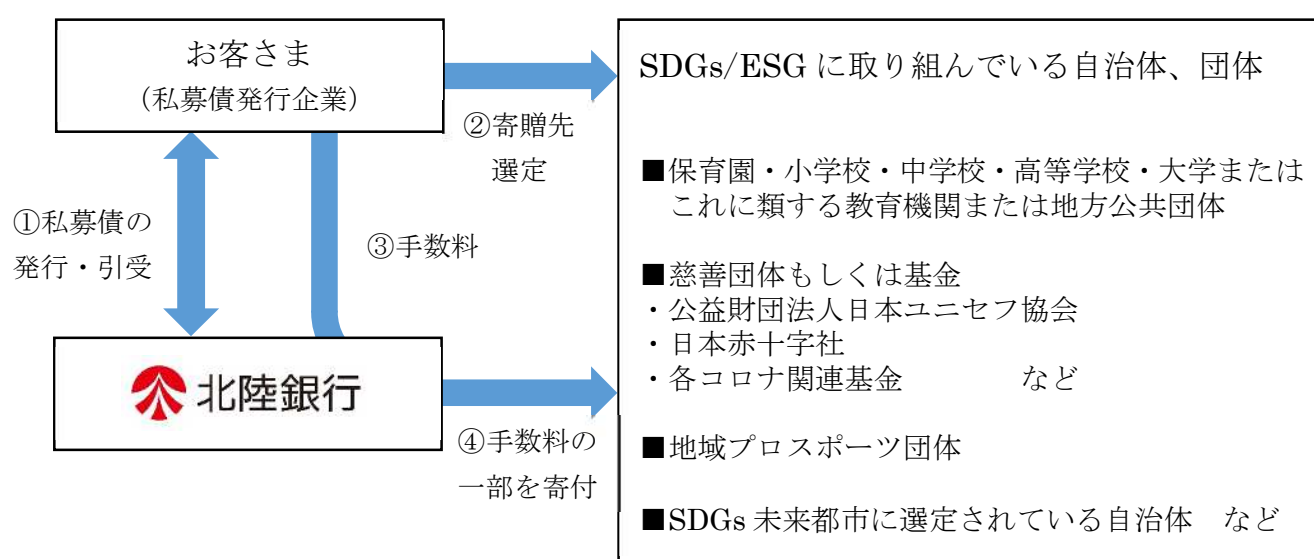 お客さま
（私募債発行企業）
①私募債の
発行・引受
②寄贈先
選定
③手数料
北陸銀行
④手数料の
一部を寄付
SDGs/ESG に取り組んでいる自治体、団体
■保育園・小学校・中学校・高等学校・大学または
これに類する教育機関または地方公共団体
■慈善団体もしくは基金
・公益財団法人日本ユニセフ協会
・日本赤十字社
・各コロナ関連基金　　　　など
■地域プロスポーツ団体
■SDGs 未来都市に選定されている自治体　など